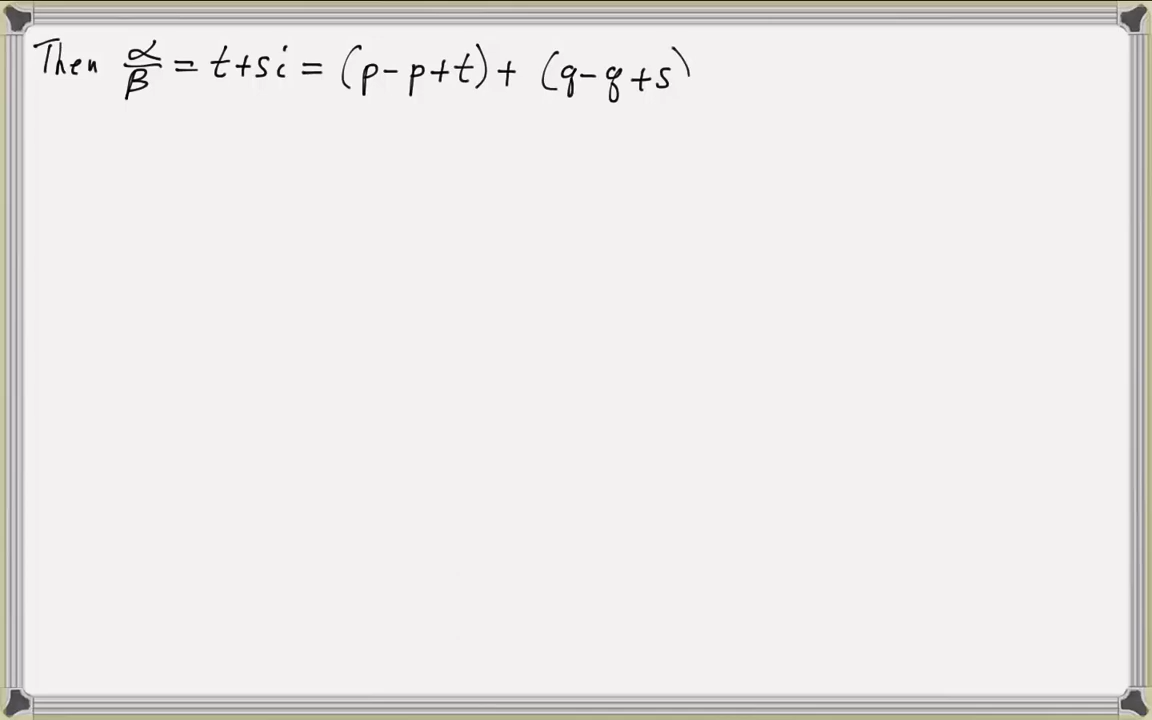 Then α/β = t+si = (p-p+t) + (q-q+s)